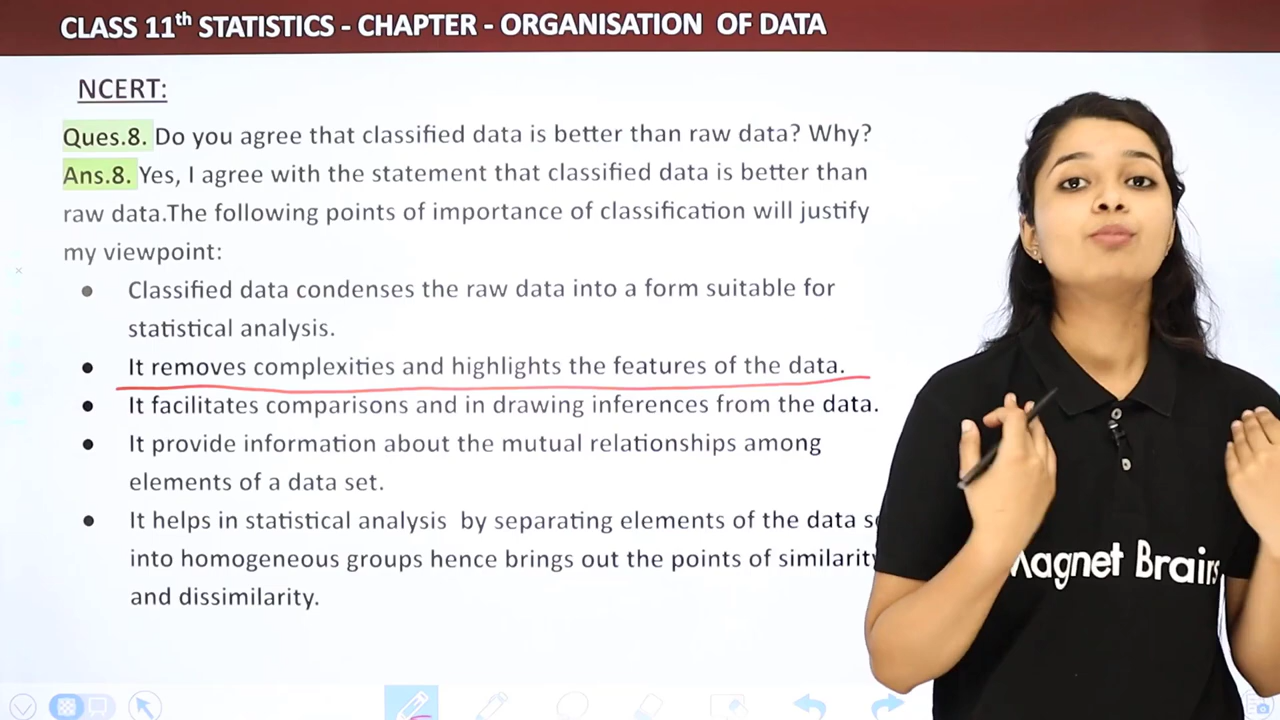 CLASS 11th STATISTICS - CHAPTER - ORGANISATION OF DATA
NCERT:
Ques.8. Do you agree that classified data is better than raw data? Why?
Ans.8. Yes, I agree with the statement that classified data is better than
raw data.The following points of importance of classification will justify
my viewpoint:
● Classified data condenses the raw data into a form suitable for
statistical analysis.
● It removes complexities and highlights the features of the data.
● It facilitates comparisons and in drawing inferences from the data.
● It provide information about the mutual relationships among
elements of a data set.
● It helps in statistical analysis by separating elements of the data
into homogeneous groups hence brings out the points of similarity
and dissimilarity.
Magnet Brains